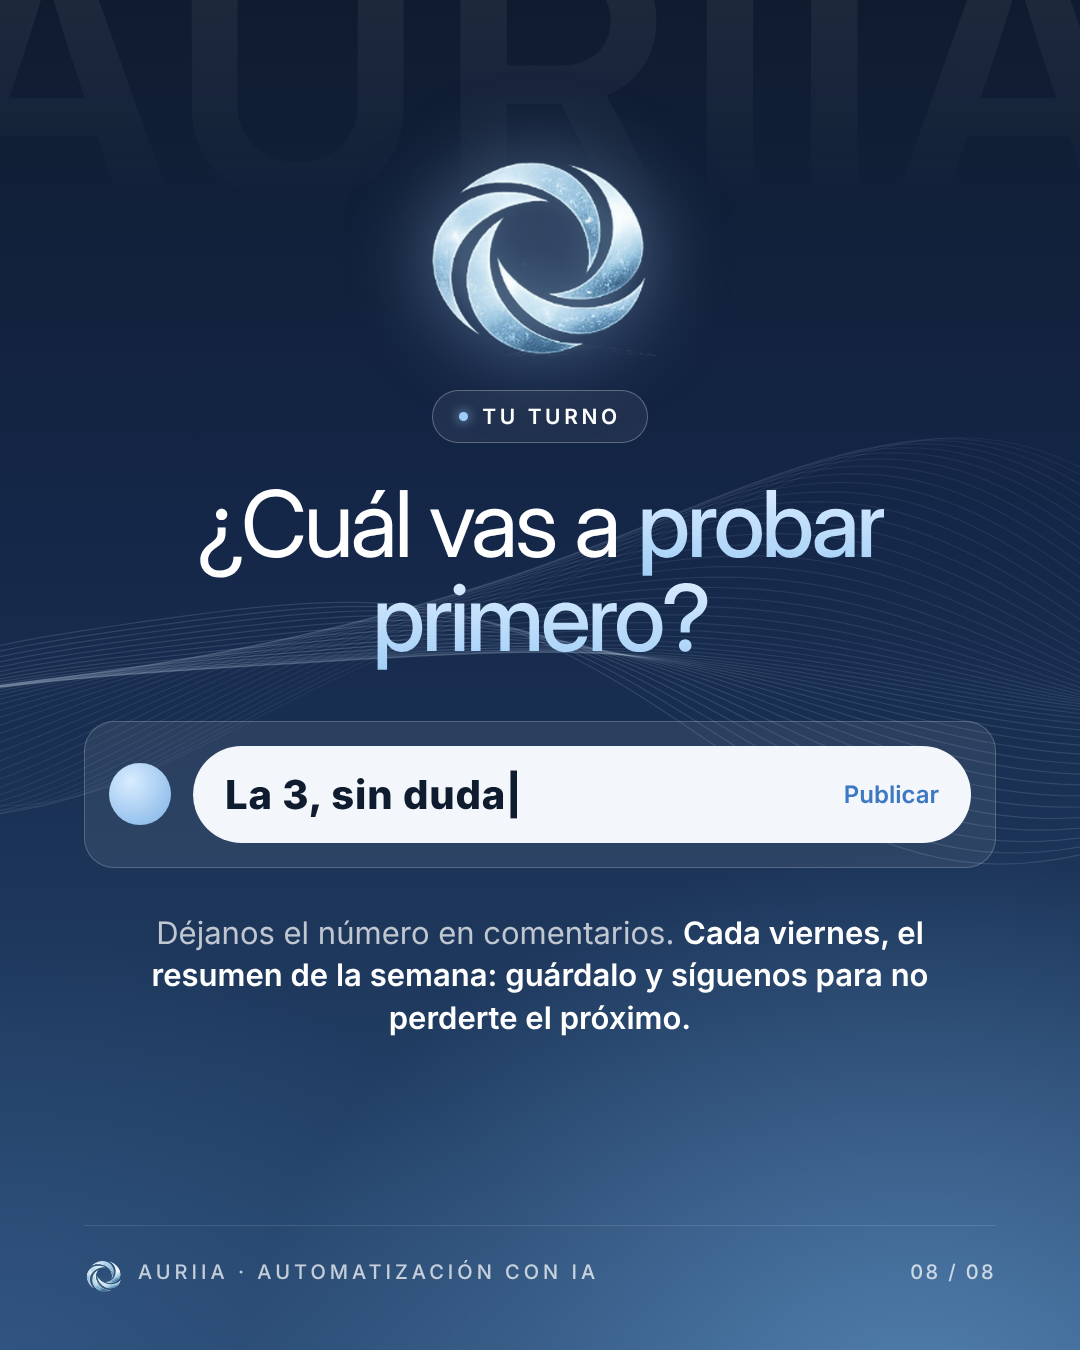 AURIIA
TU TURNO
¿Cuál vas a probar
primero?
La 3, sin duda
Publicar
Déjanos el número en comentarios. Cada viernes, el
resumen de la semana: guárdalo y síguenos para no
perderte el próximo.
AURIIA · AUTOMATIZACIÓN CON IA
08 / 08